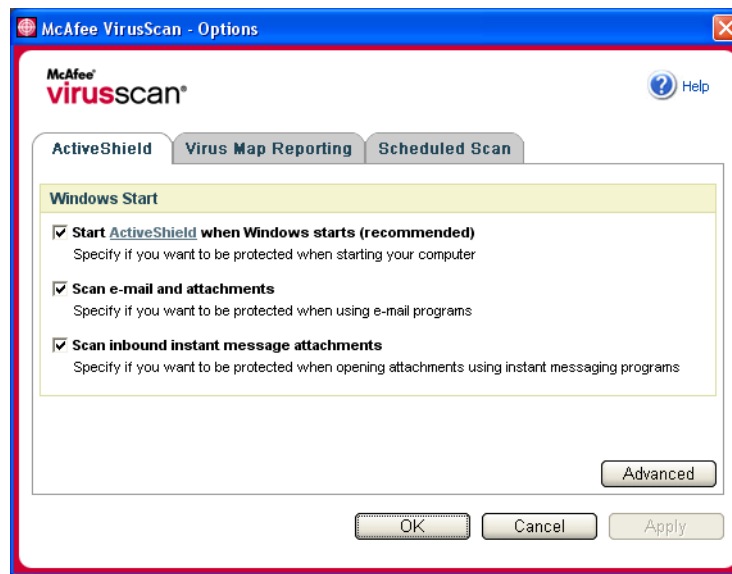 McAfee VirusScan - Options
McAfee®
virusscan®
Help
ActiveShield
Virus Map Reporting
Scheduled Scan
Windows Start
Start ActiveShield when Windows starts (recommended)
Specify if you want to be protected when starting your computer
Scan e-mail and attachments
Specify if you want to be protected when using e-mail programs
Scan inbound instant message attachments
Specify if you want to be protected when opening attachments using instant messaging programs
Advanced
OK
Cancel
Apply